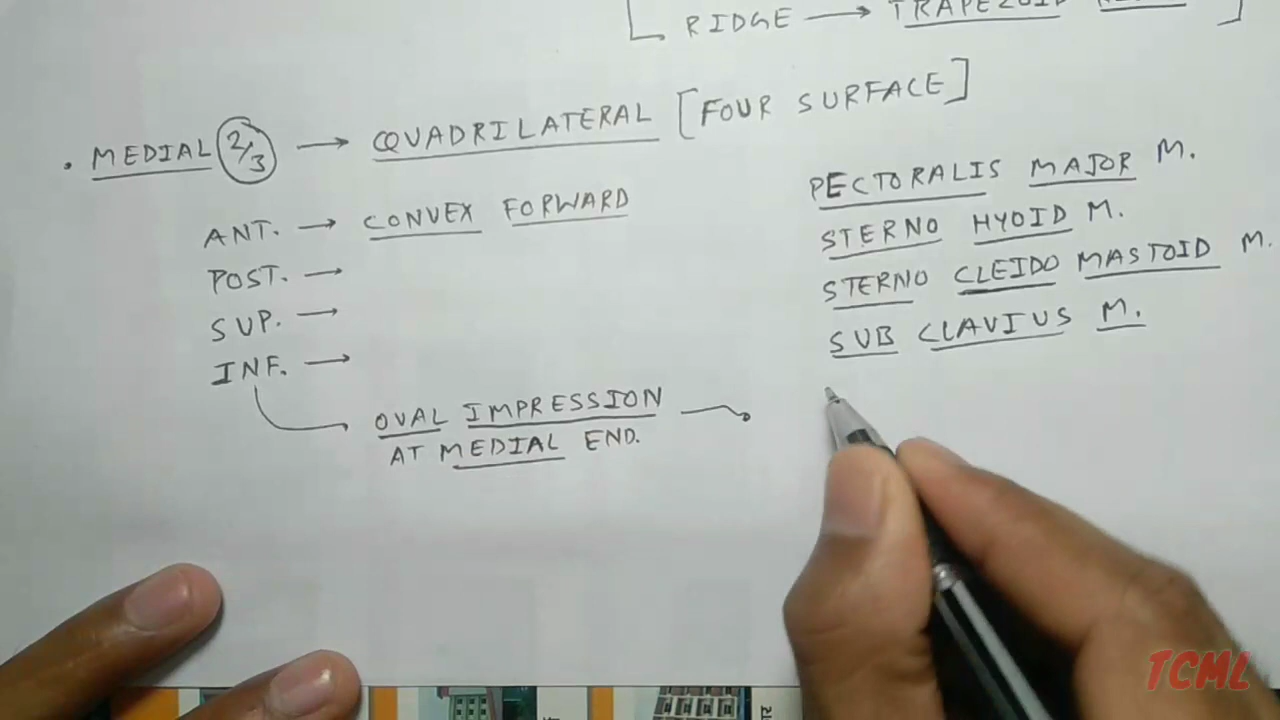 RIDGE → TRAPEZOID
. MEDIAL 2/3 → QUADRILATERAL [FOUR SURFACE]
ANT. → CONVEX FORWARD
POST. →
SUP. →
INF. →
OVAL IMPRESSION
AT MEDIAL END.
PECTORALIS MAJOR M.
STERNO HYOID M.
STERNO CLEIDO MASTOID M.
SUB CLAVIUS M.
TCML